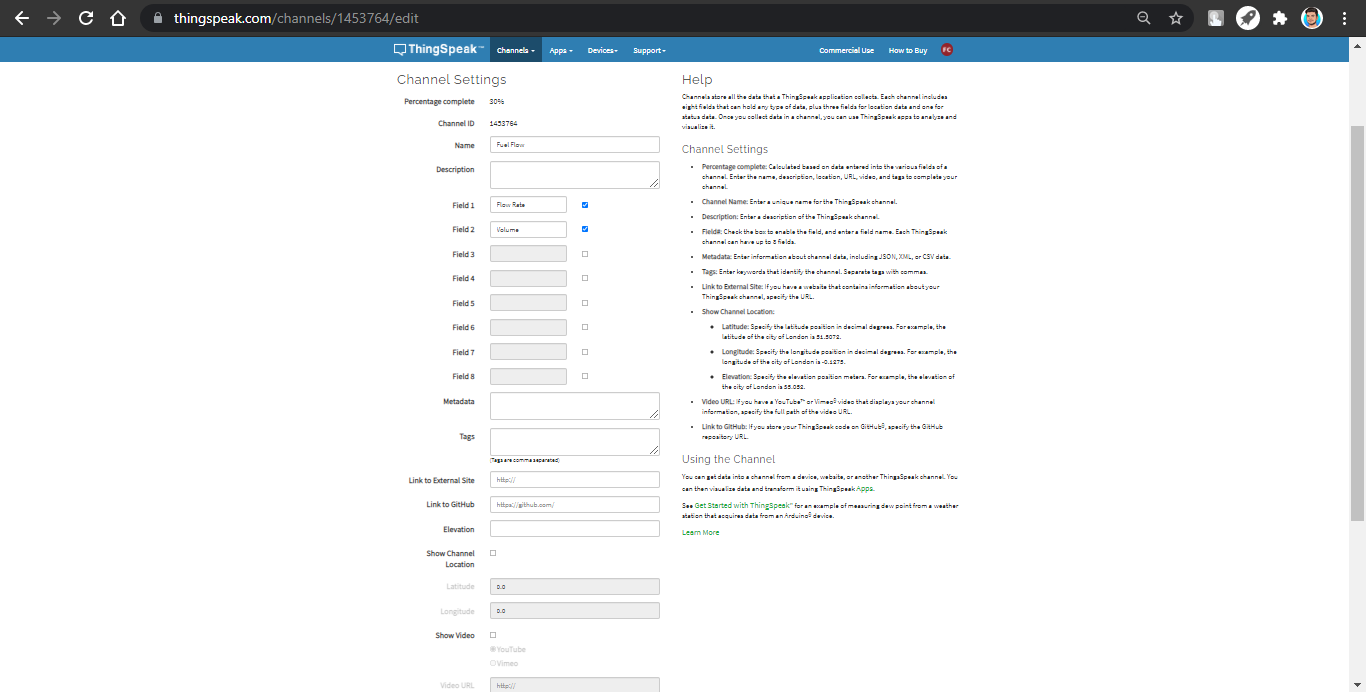 thingspeak.com/channels/1453764/edit
ThingSpeak™ Channels Apps Devices Support Commercial Use How to Buy FC
Channel Settings
Percentage complete 30%
Channel ID 1453764
Name Fuel Flow
Description
Field 1 Flow Rate
Field 2 Volume
Field 3
Field 4
Field 5
Field 6
Field 7
Field 8
Metadata
Tags
(Tags are comma separated)
Link to External Site http://
Link to GitHub https://github.com/
Elevation
Show Channel
Location
Latitude 0.0
Longitude 0.0
Show Video
YouTube
Vimeo
Video URL http://
Help
Channels store all the data that a ThingSpeak application collects. Each channel includes
eight fields that can hold any type of data, plus three fields for location data and one for
status data. Once you collect data in a channel, you can use ThingSpeak apps to analyze and
visualize it.
Channel Settings
• Percentage complete: Calculated based on data entered into the various fields of a
channel. Enter the name, description, location, URL, video, and tags to complete your
channel.
• Channel Name: Enter a unique name for the ThingSpeak channel.
• Description: Enter a description of the ThingSpeak channel.
• Field#: Check the box to enable the field, and enter a field name. Each ThingSpeak
channel can have up to 8 fields.
• Metadata: Enter information about channel data, including JSON, XML, or CSV data.
• Tags: Enter keywords that identify the channel. Separate tags with commas.
• Link to External Site: If you have a website that contains information about your
ThingSpeak channel, specify the URL.
• Show Channel Location:
• Latitude: Specify the latitude position in decimal degrees. For example, the
latitude of the city of London is 51.5072.
• Longitude: Specify the longitude position in decimal degrees. For example, the
longitude of the city of London is -0.1275.
• Elevation: Specify the elevation position meters. For example, the elevation of
the city of London is 35.052.
• Video URL: If you have a YouTube™ or Vimeo® video that displays your channel
information, specify the full path of the video URL.
• Link to GitHub: If you store your ThingSpeak code on GitHub®, specify the GitHub
repository URL.
Using the Channel
You can get data into a channel from a device, website, or another ThingsSpeak channel. You
can then visualize data and transform it using ThingSpeak Apps.
See Get Started with ThingSpeak™ for an example of measuring dew point from a weather
station that acquires data from an Arduino® device.
Learn More